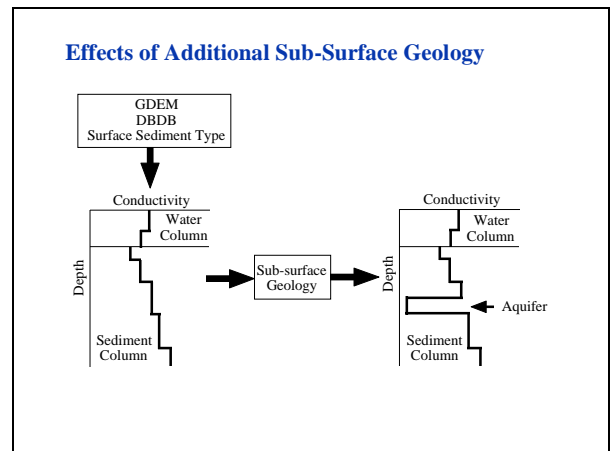 Effects of Additional Sub-Surface Geology
GDEM
DBDB
Surface Sediment Type
Conductivity
Water
Column
Depth
Sediment
Column
Sub-surface
Geology
Conductivity
Water
Column
Depth
Aquifer
Sediment
Column